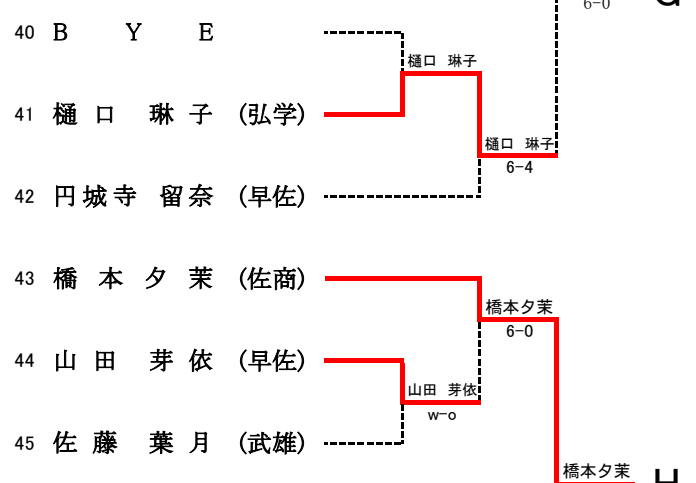 6-0
40 B Y E
樋口 琳子
41 樋口 琳子 (弘学)
樋口 琳子
6-4
42 円城寺 留奈 (早佐)
43 橋本夕茉 (佐商)
橋本夕茉
6-0
44 山田 芽依 (早佐)
山田 芽依
w-o
45 佐藤 葉月 (武雄)
橋本夕茉